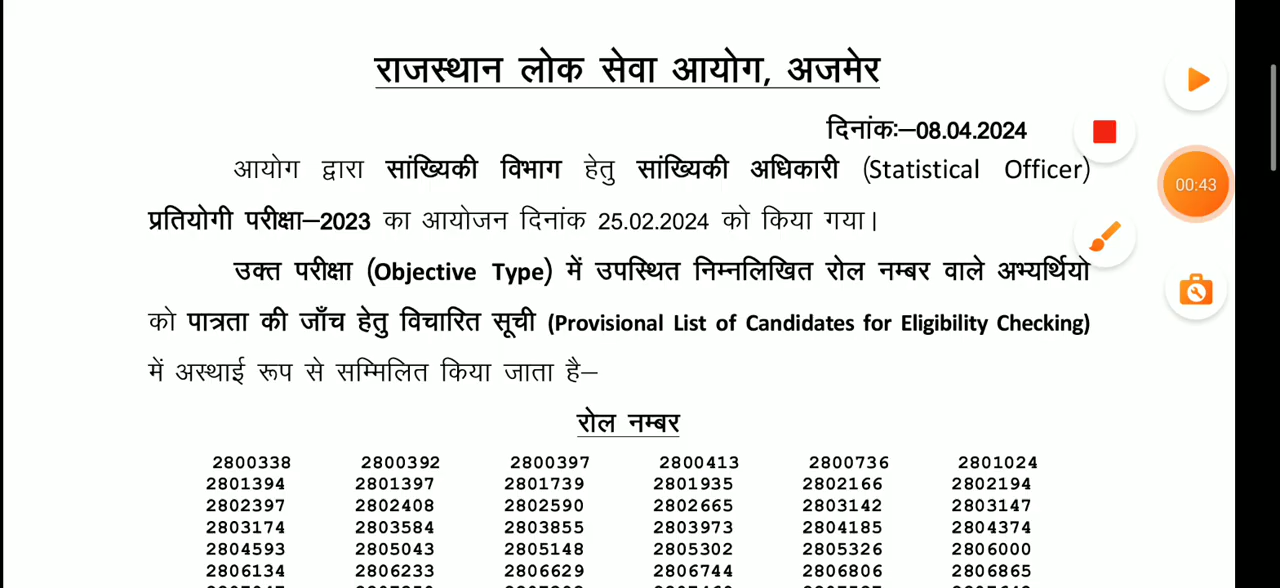 राजस्थान लोक सेवा आयोग, अजमेर
दिनांकः–08.04.2024
आयोग द्वारा सांख्यिकी विभाग हेतु सांख्यिकी अधिकारी (Statistical Officer)
प्रतियोगी परीक्षा–2023 का आयोजन दिनांक 25.02.2024 को किया गया।
उक्त परीक्षा (Objective Type) में उपस्थित निम्नलिखित रोल नम्बर वाले अभ्यर्थियो
को पात्रता की जाँच हेतु विचारित सूची (Provisional List of Candidates for Eligibility Checking)
में अस्थाई रूप से सम्मिलित किया जाता है–
रोल नम्बर
2800338 2800392 2800397 2800413 2800736 2801024
2801394 2801397 2801739 2801935 2802166 2802194
2802397 2802408 2802590 2802665 2803142 2803147
2803174 2803584 2803855 2803973 2804185 2804374
2804593 2805043 2805148 2805302 2805326 2806000
2806134 2806233 2806629 2806744 2806806 2806865
00:43